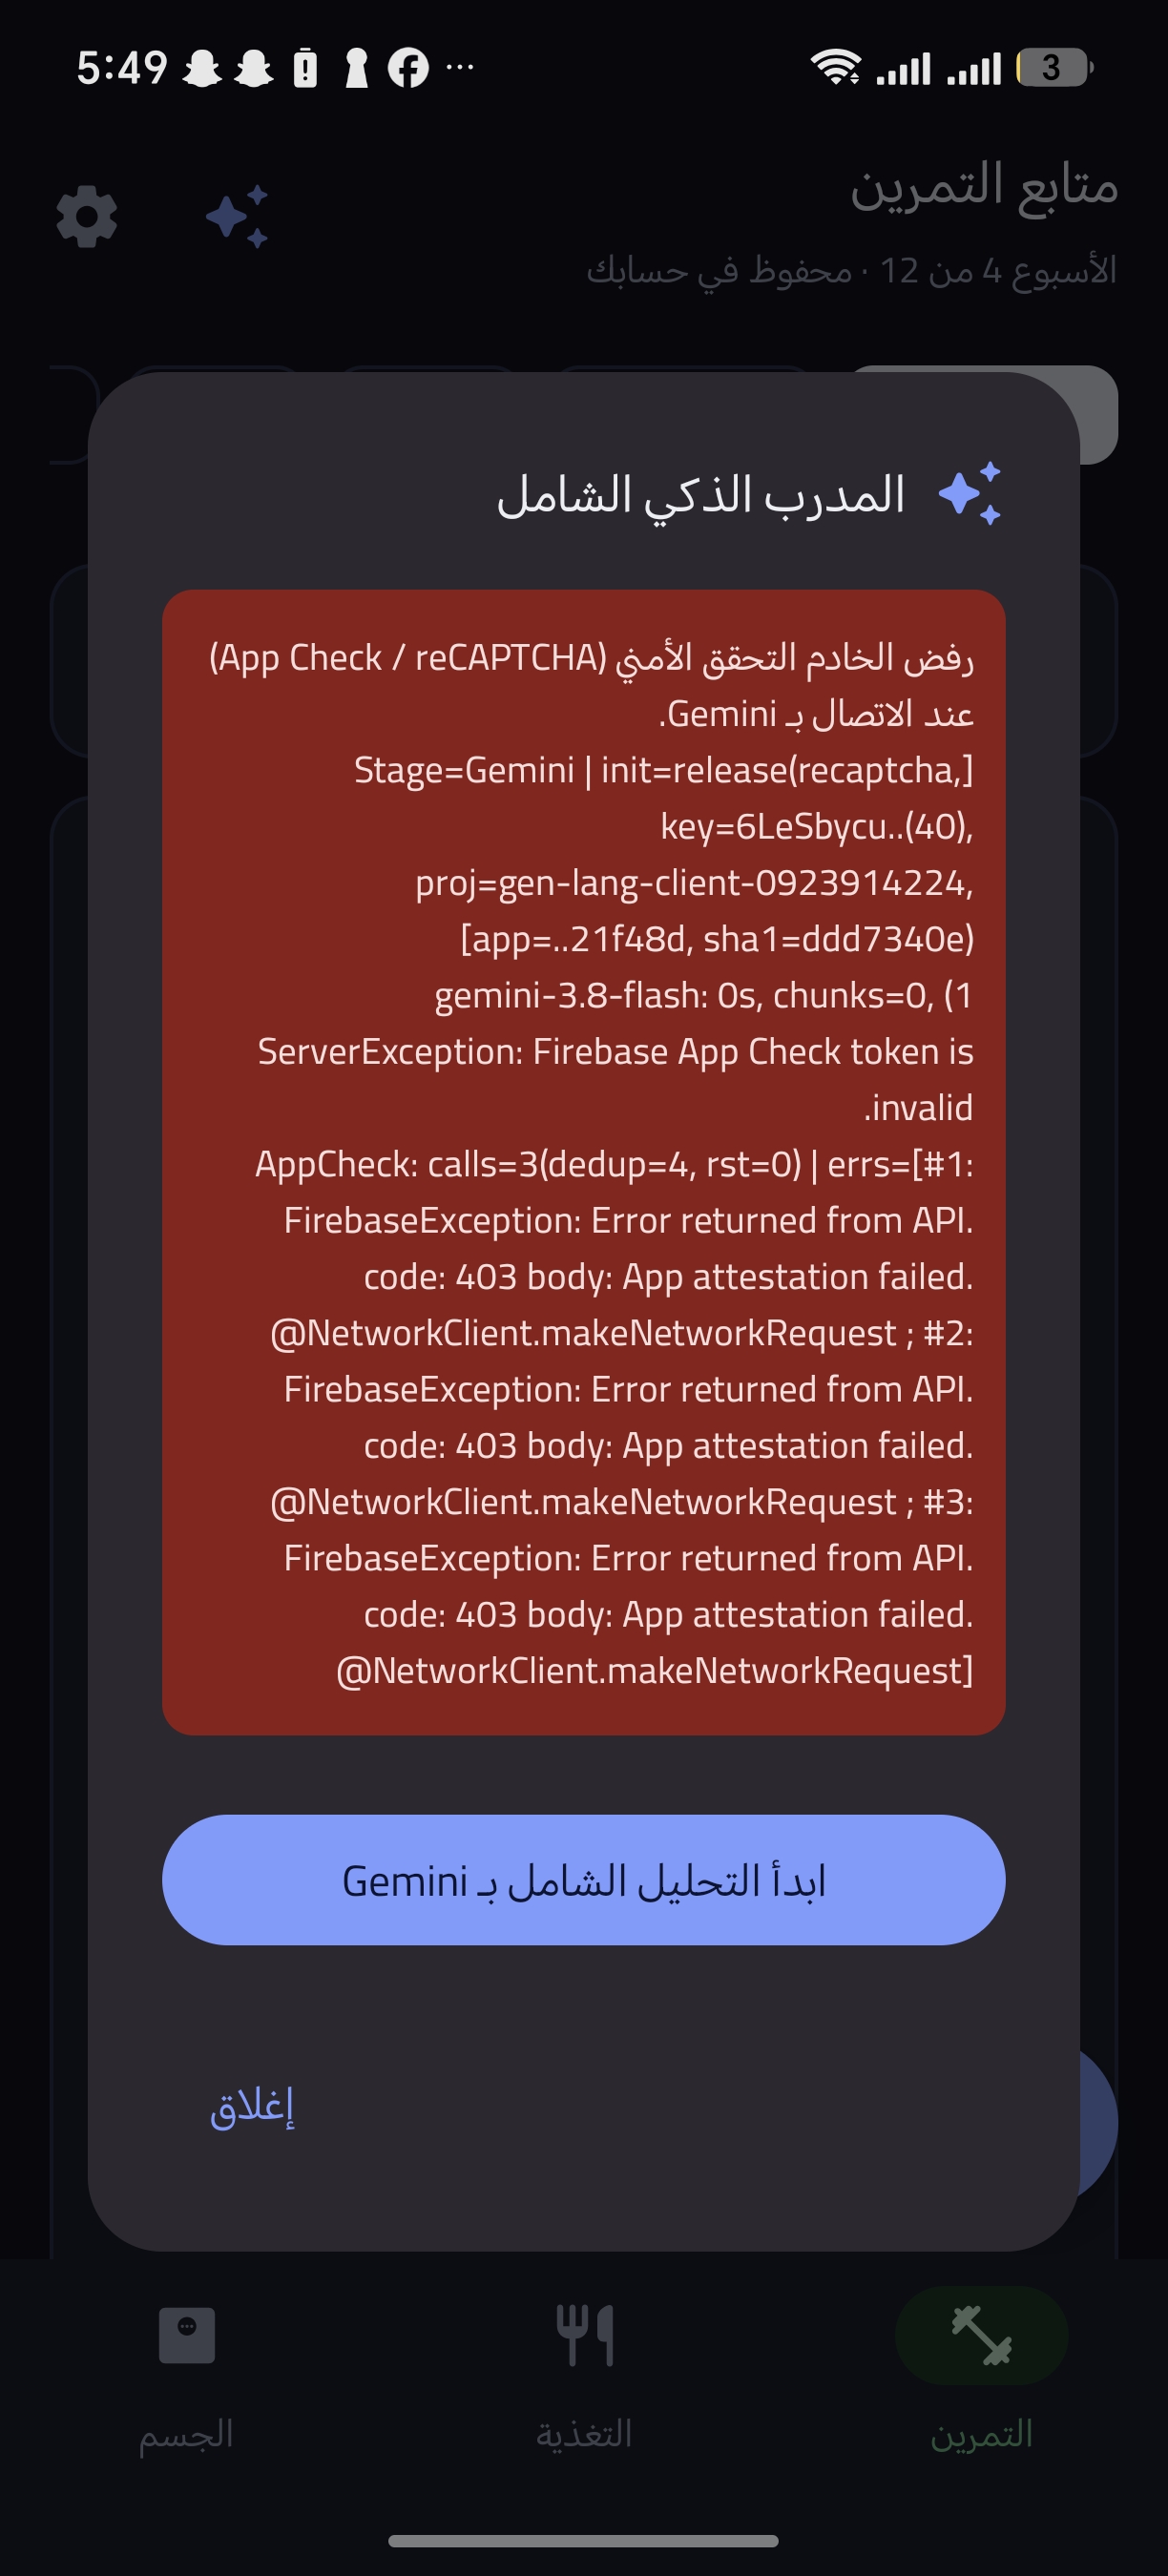 5:49
3
متابع التمرين
الأسبوع 4 من 12 · محفوظ في حسابك
المدرب الذكي الشامل
رفض الخادم التحقق الأمني (App Check / reCAPTCHA)
عند الاتصال بـ Gemini.
[Stage=Gemini | init=release(recaptcha,
key=6LeSbycu..(40),
proj=gen-lang-client-0923914224,
app=..21f48d, sha1=ddd7340e)]
1) gemini-3.8-flash: 0s, chunks=0,
ServerException: Firebase App Check token is
invalid.
AppCheck: calls=3(dedup=4, rst=0) | errs=[#1:
FirebaseException: Error returned from API.
code: 403 body: App attestation failed.
@NetworkClient.makeNetworkRequest ; #2:
FirebaseException: Error returned from API.
code: 403 body: App attestation failed.
@NetworkClient.makeNetworkRequest ; #3:
FirebaseException: Error returned from API.
code: 403 body: App attestation failed.
@NetworkClient.makeNetworkRequest]
ابدأ التحليل الشامل بـ Gemini
إغلاق
التمرين
التغذية
الجسم